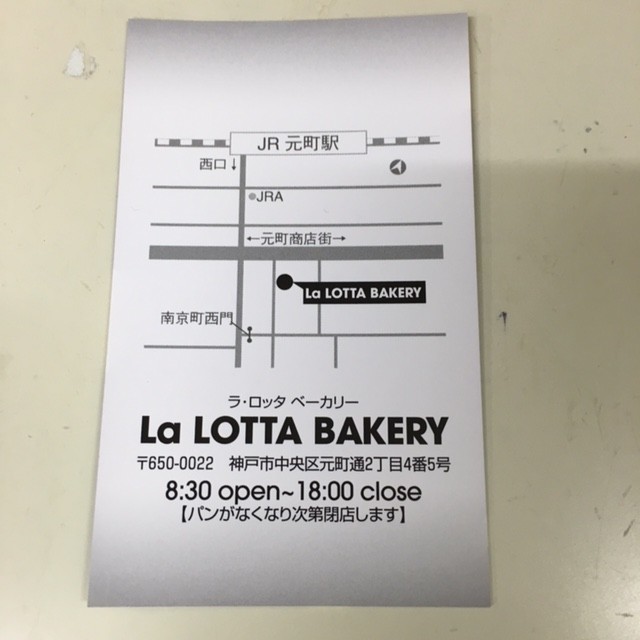 JR 元町駅
西口↓
JRA
←元町商店街→
La LOTTA BAKERY
南京町西門
ラ・ロッタ ベーカリー
La LOTTA BAKERY
〒650-0022 神戸市中央区元町通2丁目4番5号
8:30 open~18:00 close
【パンがなくなり次第閉店します】